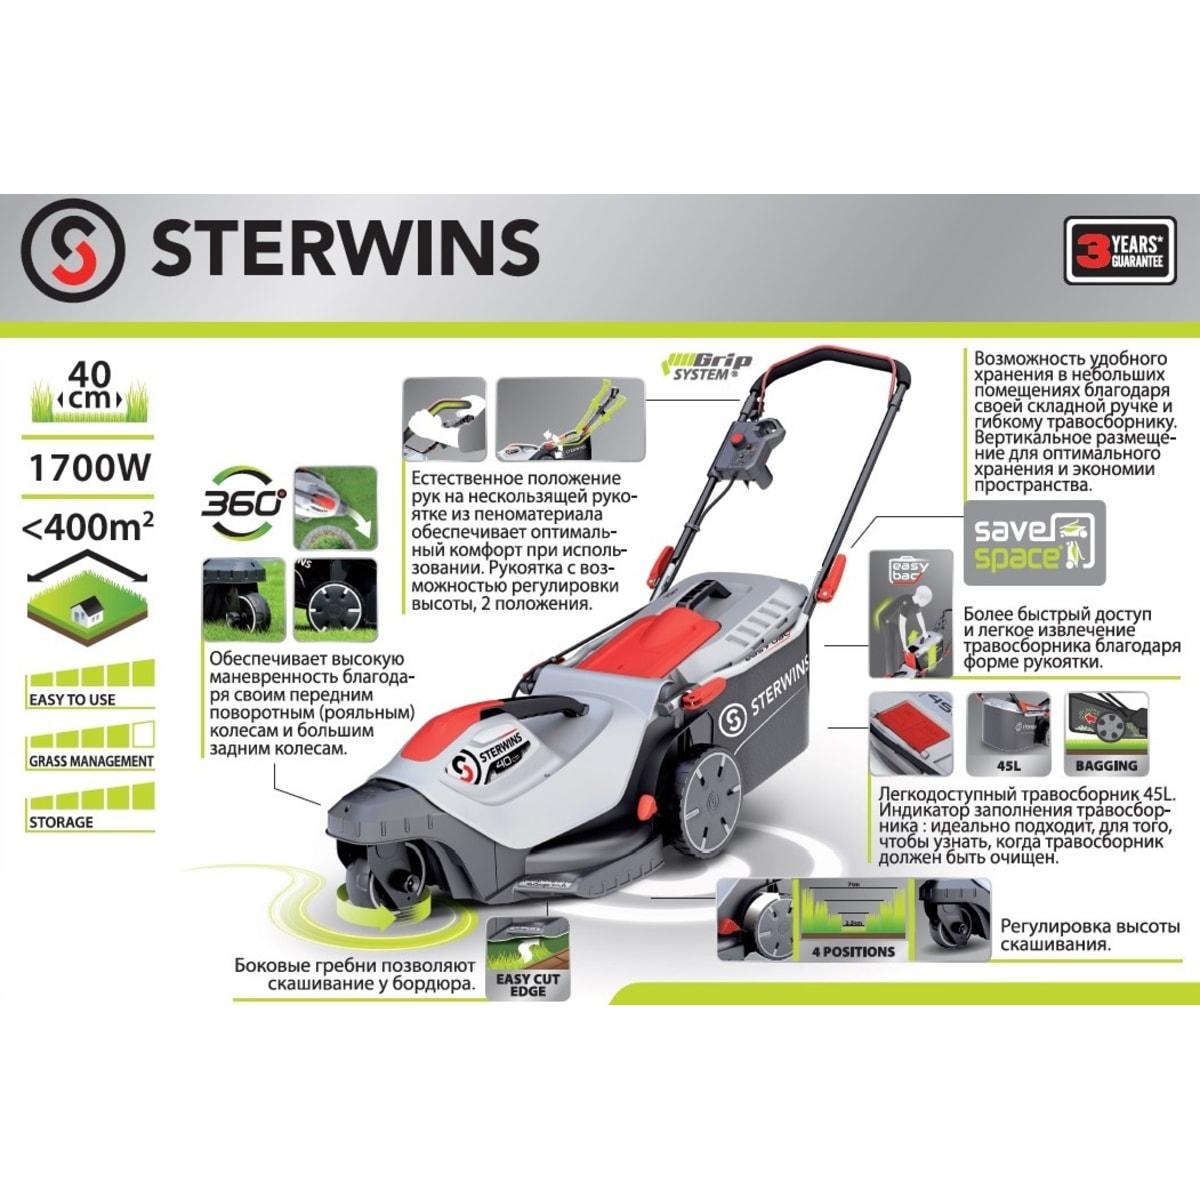 STERWINS
3 YEARS*
GUARANTEE
40
cm
1700W
<400m²
EASY TO USE
GRASS MANAGEMENT
STORAGE
360°
Обеспечивает высокую
маневренность благода-
ря своим передним
поворотным (рояльным)
колесам и большим
задним колесам.
Grip
SYSTEM®
Естественное положение
рук на нескользящей руко-
ятке из пеноматериала
обеспечивает оптималь-
ный комфорт при исполь-
зовании. Рукоятка с воз-
можностью регулировки
высоты, 2 положения.
Возможность удобного
хранения в небольших
помещениях благодаря
своей складной ручке и
гибкому травосборнику.
Вертикальное размеще-
ние для оптимального
хранения и экономии
пространства.
save
space
easy
bac
Более быстрый доступ
и легкое извлечение
травосборника благодаря
форме рукоятки.
45L
BAGGING
Легкодоступный травосборник 45L.
Индикатор заполнения травосбор-
ника : идеально подходит, для того,
чтобы узнать, когда травосборник
должен быть очищен.
STERWINS
STERWINS
40cm
4 POSITIONS
Регулировка высоты
скашивания.
Боковые гребни позволяют
скашивание у бордюра.
EASY CUT
EDGE